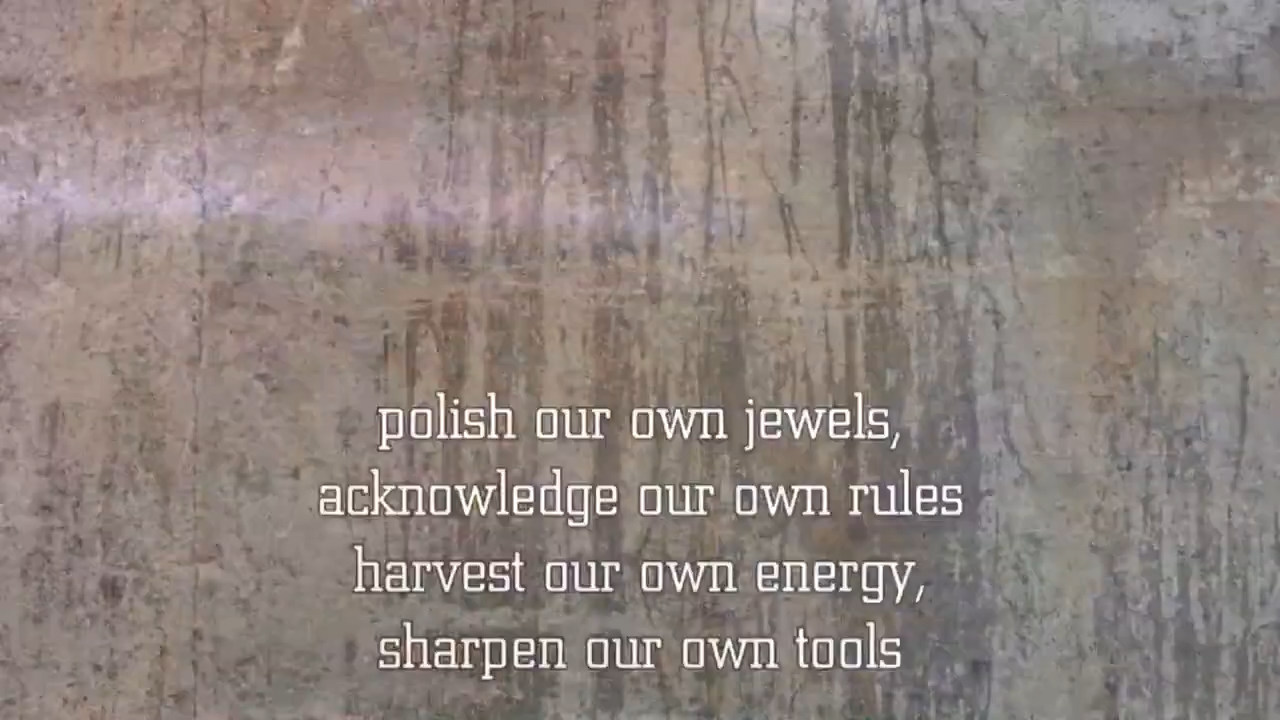 polish our own jewels,
acknowledge our own rules
harvest our own energy,
sharpen our own tools